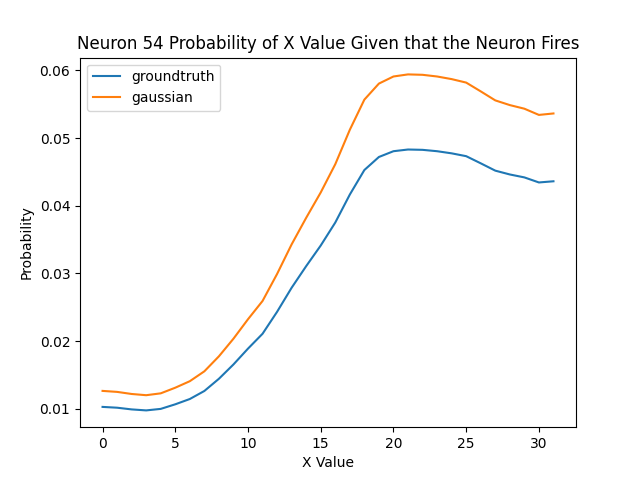 Neuron 54 Probability of X Value Given that the Neuron Fires
groundtruth
gaussian
0.06
0.05
0.04
0.03
0.02
0.01
Probability
0 5 10 15 20 25 30
X Value